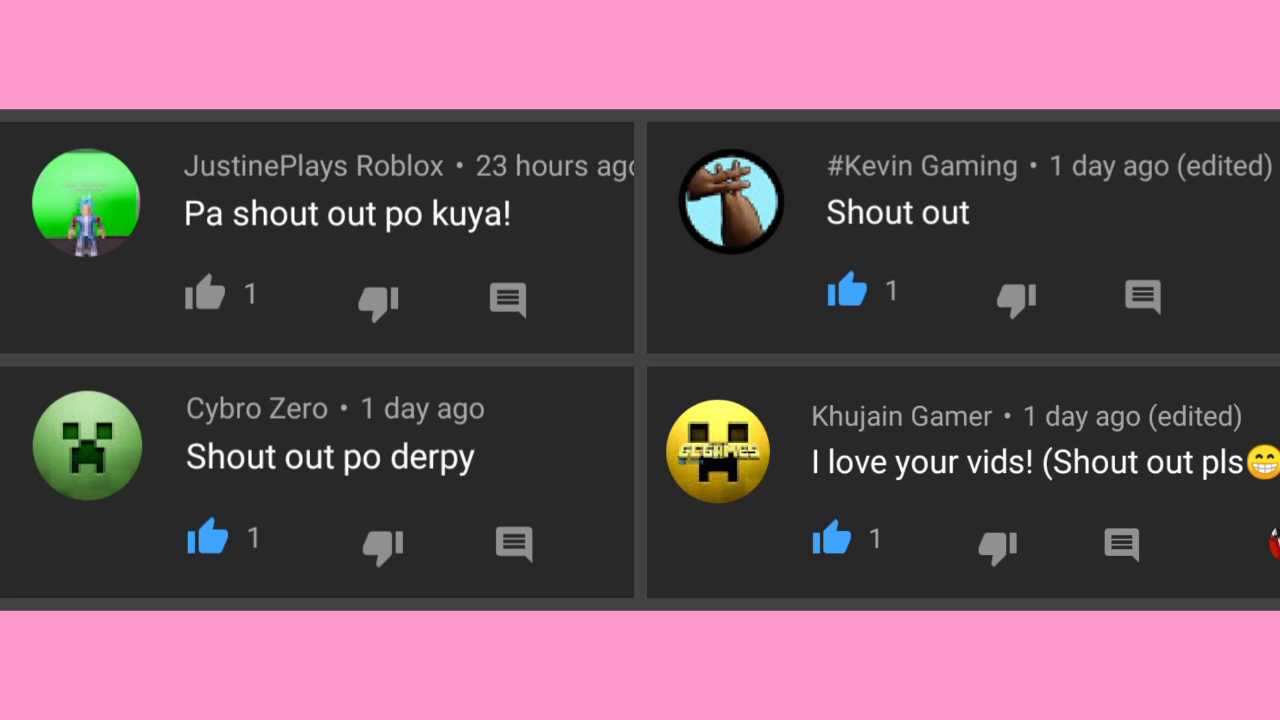 JustinePlays Roblox • 23 hours ago
Pa shout out po kuya!
1
#Kevin Gaming • 1 day ago (edited)
Shout out
1
Cybro Zero • 1 day ago
Shout out po derpy
1
Khujain Gamer • 1 day ago (edited)
I love your vids! (Shout out pls😁
1
GCGAMES